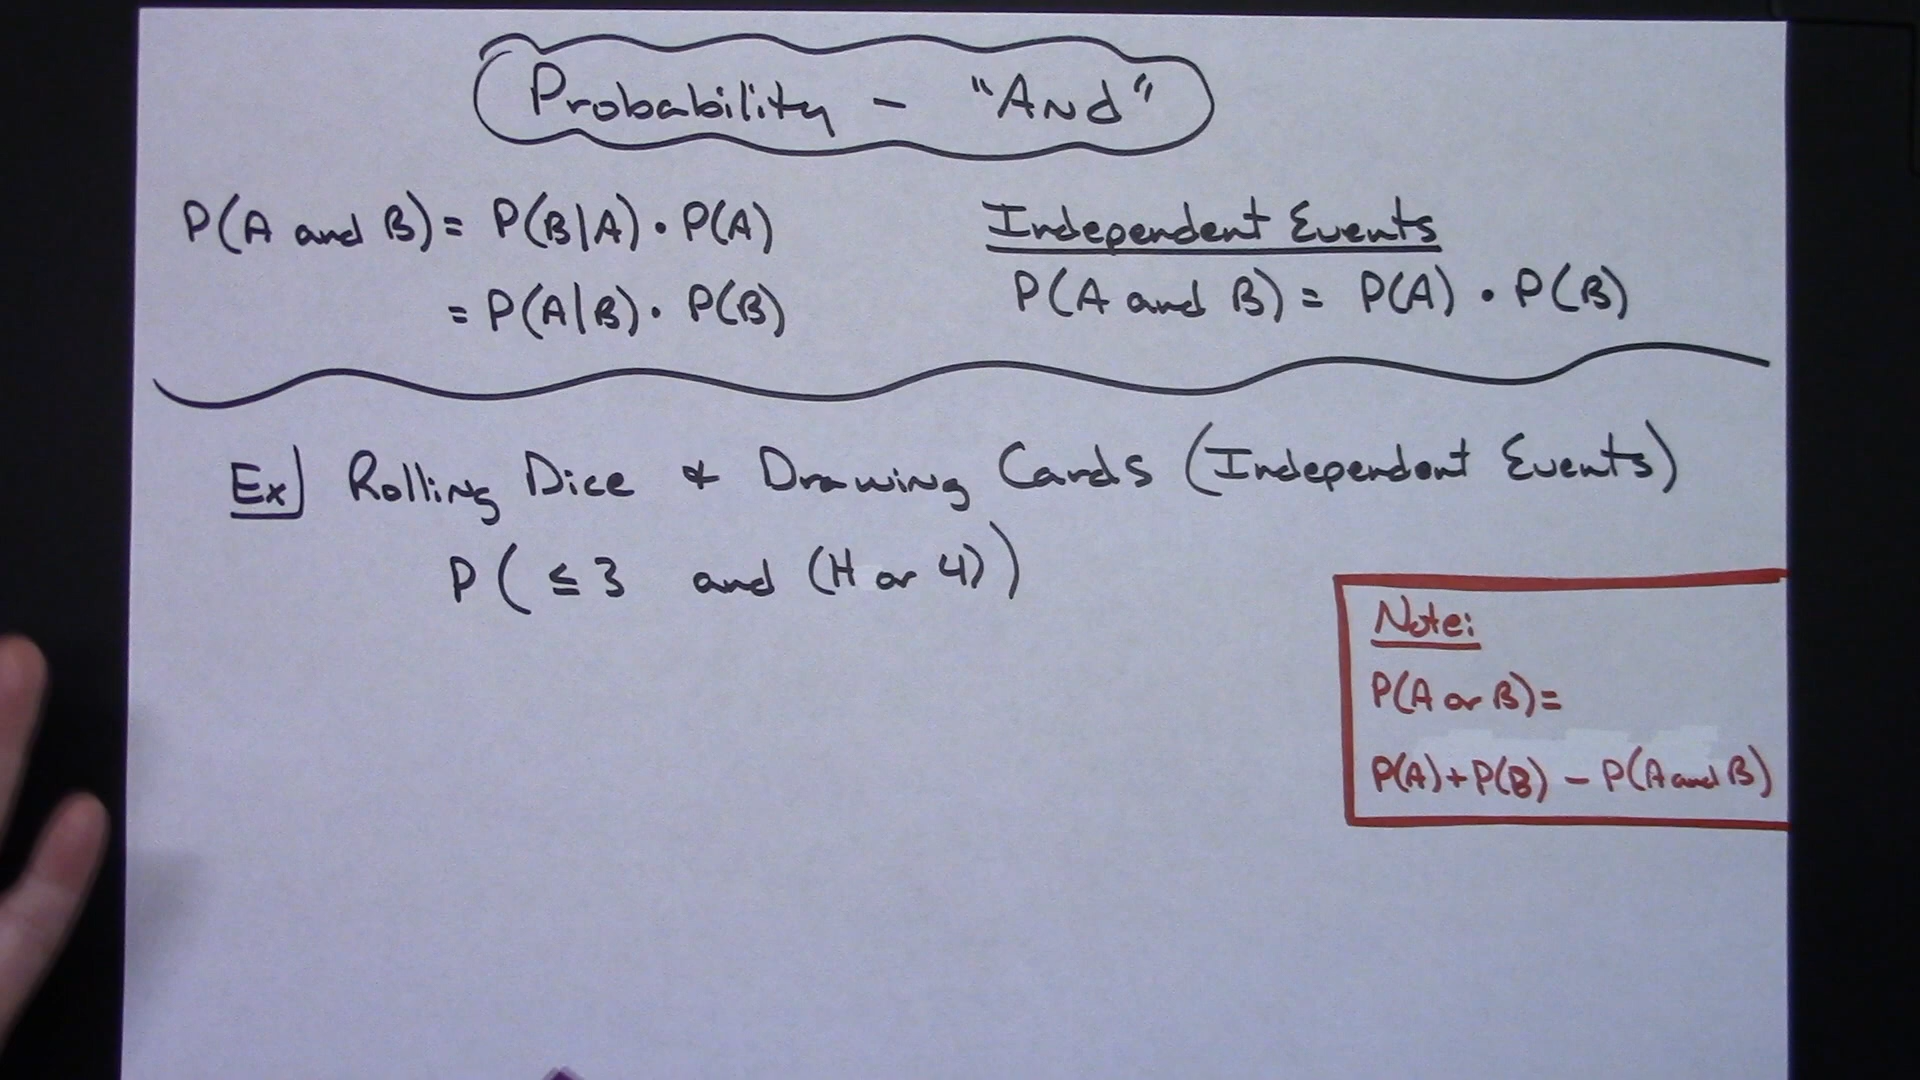 Probability - "And"
P(A and B) = P(B|A) • P(A)
= P(A|B) • P(B)
Independent Events
P(A and B) = P(A) • P(B)
Ex Rolling Dice & Drawing Cards (Independent Events)
P( ≤ 3 and (H or 4))
Note:
P(A or B) =
P(A) + P(B) - P(A and B)